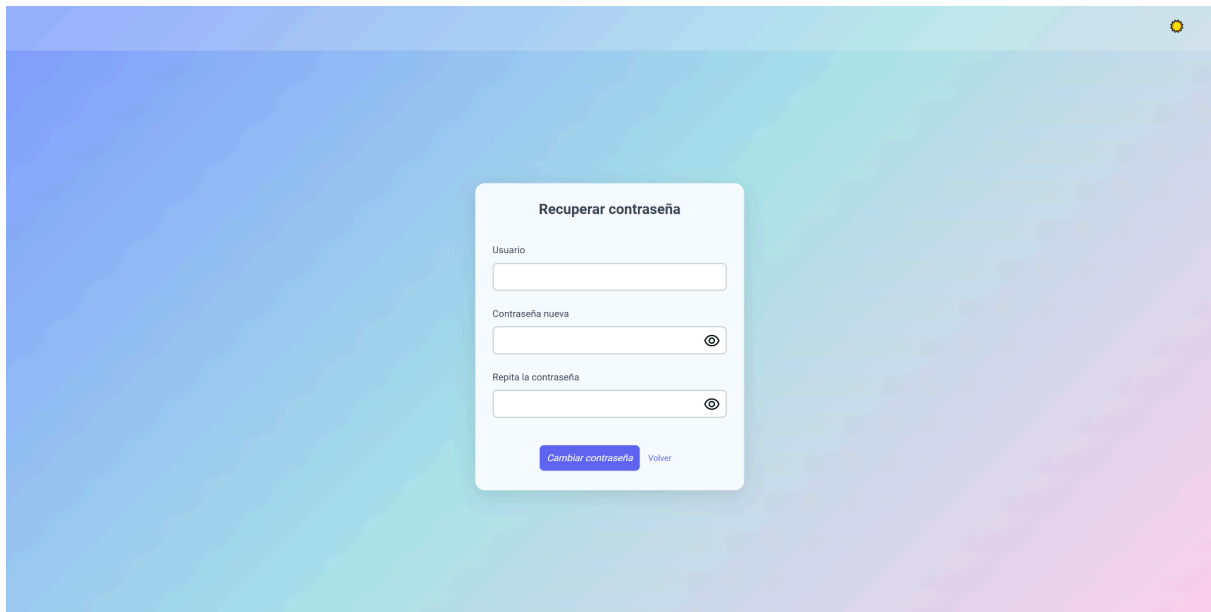 Recuperar contraseña
Usuario
Contraseña nueva
Repita la contraseña
Cambiar contraseña Volver